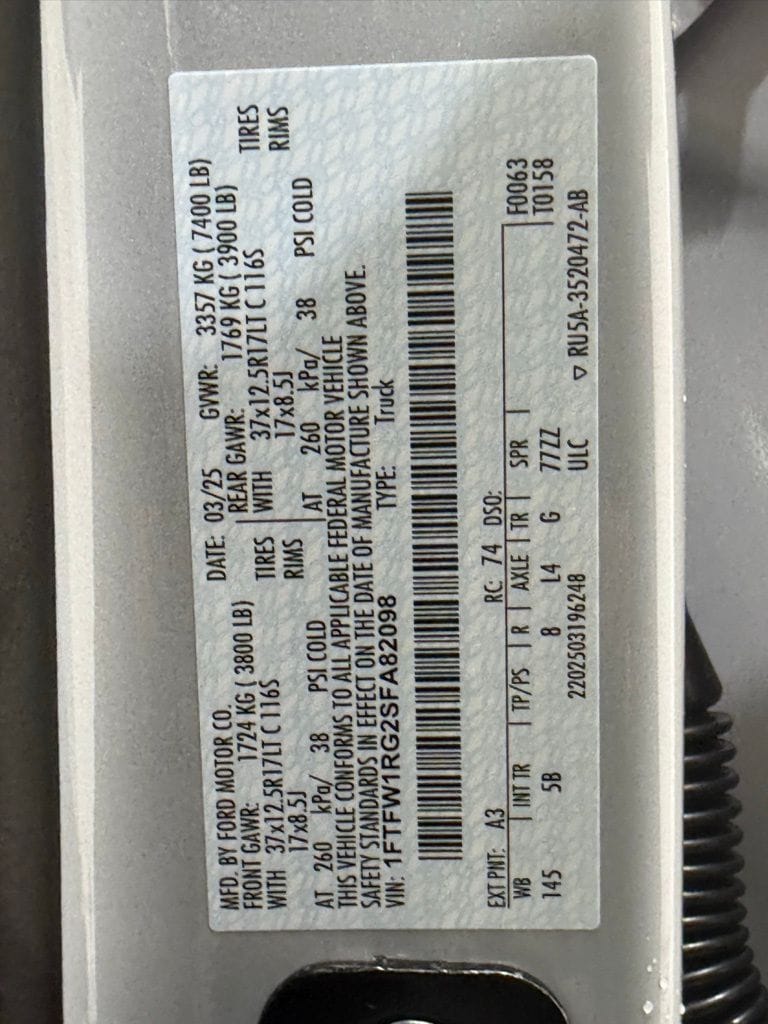 MFD. BY FORD MOTOR CO.
DATE: 03/25 GVWR: 3357 KG ( 7400 LB)
FRONT GAWR: 1724 KG ( 3800 LB) REAR GAWR: 1769 KG ( 3900 LB)
WITH 37x12.5R17LT C 116S TIRES WITH 37x12.5R17LT C 116S TIRES
17x8.5J RIMS 17x8.5J RIMS
AT 260 kPa/ 38 PSI COLD AT 260 kPa/ 38 PSI COLD
THIS VEHICLE CONFORMS TO ALL APPLICABLE FEDERAL MOTOR VEHICLE
SAFETY STANDARDS IN EFFECT ON THE DATE OF MANUFACTURE SHOWN ABOVE.
VIN: 1FTFW1RG2SFA82098 TYPE: Truck
EXT PNT: A3 RC: 74 DSO: F0063
WB INT TR TP/PS R AXLE TR SPR T0158
145 5B 8 L4 G 77ZZ
2202503196248 ULC ▽ RU5A-3520472-AB